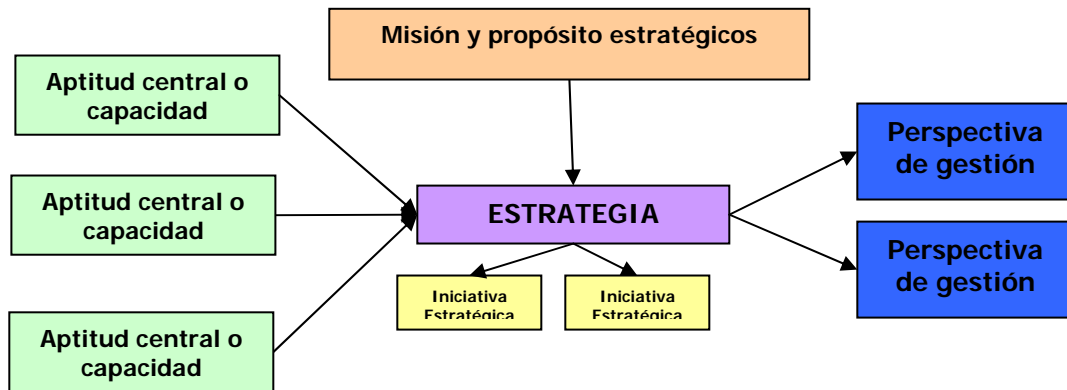 Misión y propósito estratégicos
Aptitud central o
capacidad
Aptitud central o
capacidad
Aptitud central o
capacidad
ESTRATEGIA
Iniciativa
Estratégica
Iniciativa
Estratégica
Perspectiva
de gestión
Perspectiva
de gestión